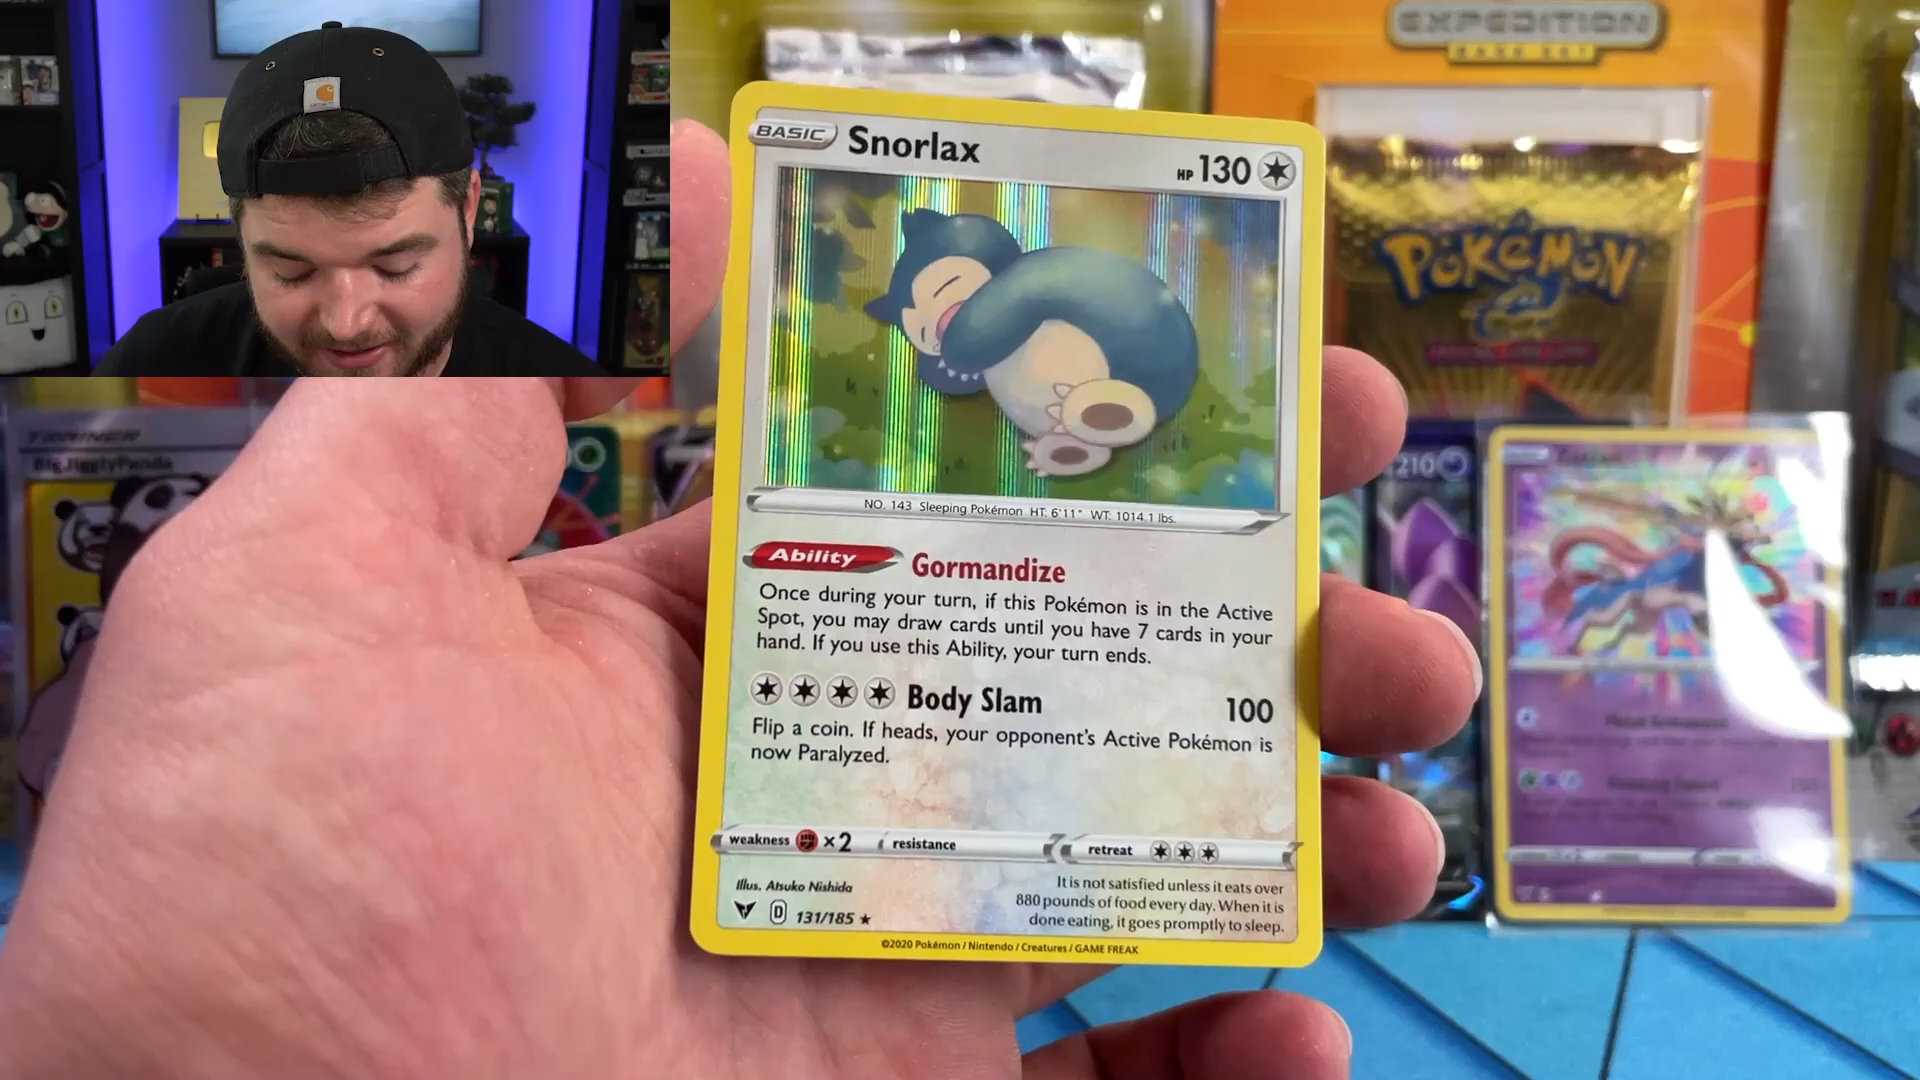 EXPEDITION
BASE SET
POKéMON
BASIC Snorlax HP 130
NO. 143 Sleeping Pokémon HT: 6'11" WT: 1014.1 lbs.
Ability Gormandize
Once during your turn, if this Pokémon is in the Active
Spot, you may draw cards until you have 7 cards in your
hand. If you use this Ability, your turn ends.
Body Slam 100
Flip a coin. If heads, your opponent's Active Pokémon is
now Paralyzed.
weakness ×2 resistance retreat
Illus. Atsuko Nishida
D 131/185
It is not satisfied unless it eats over
880 pounds of food every day. When it is
done eating, it goes promptly to sleep.
©2020 Pokémon / Nintendo / Creatures / GAME FREAK
TRAINER
BigJigglyPanda
210